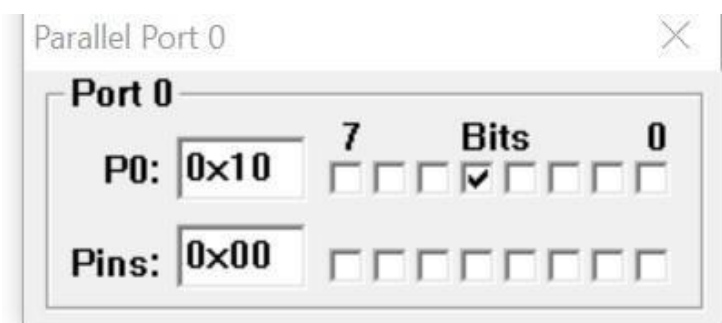 Parallel Port 0
Port 0
7 Bits 0
P0: 0x10
Pins: 0x00